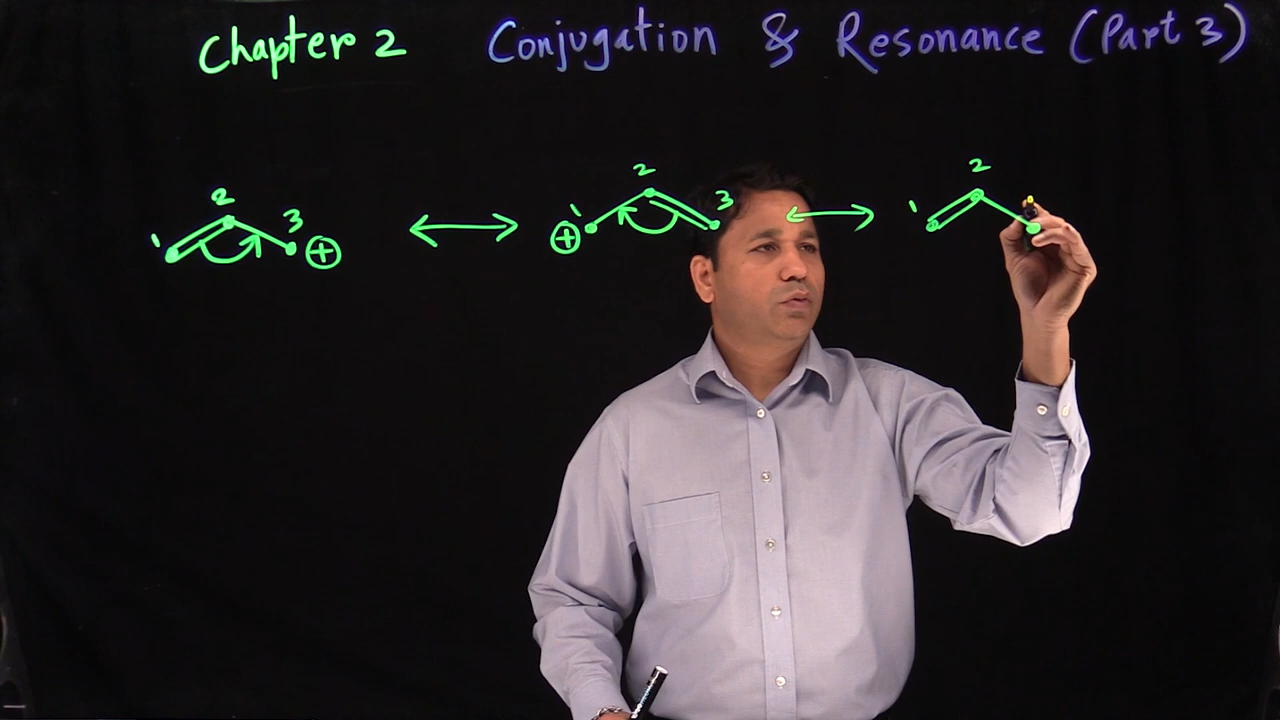 Chapter 2 Conjugation & Resonance (Part 3)
1 2 3 ⊕ ⊕ 1 2 3 1 2